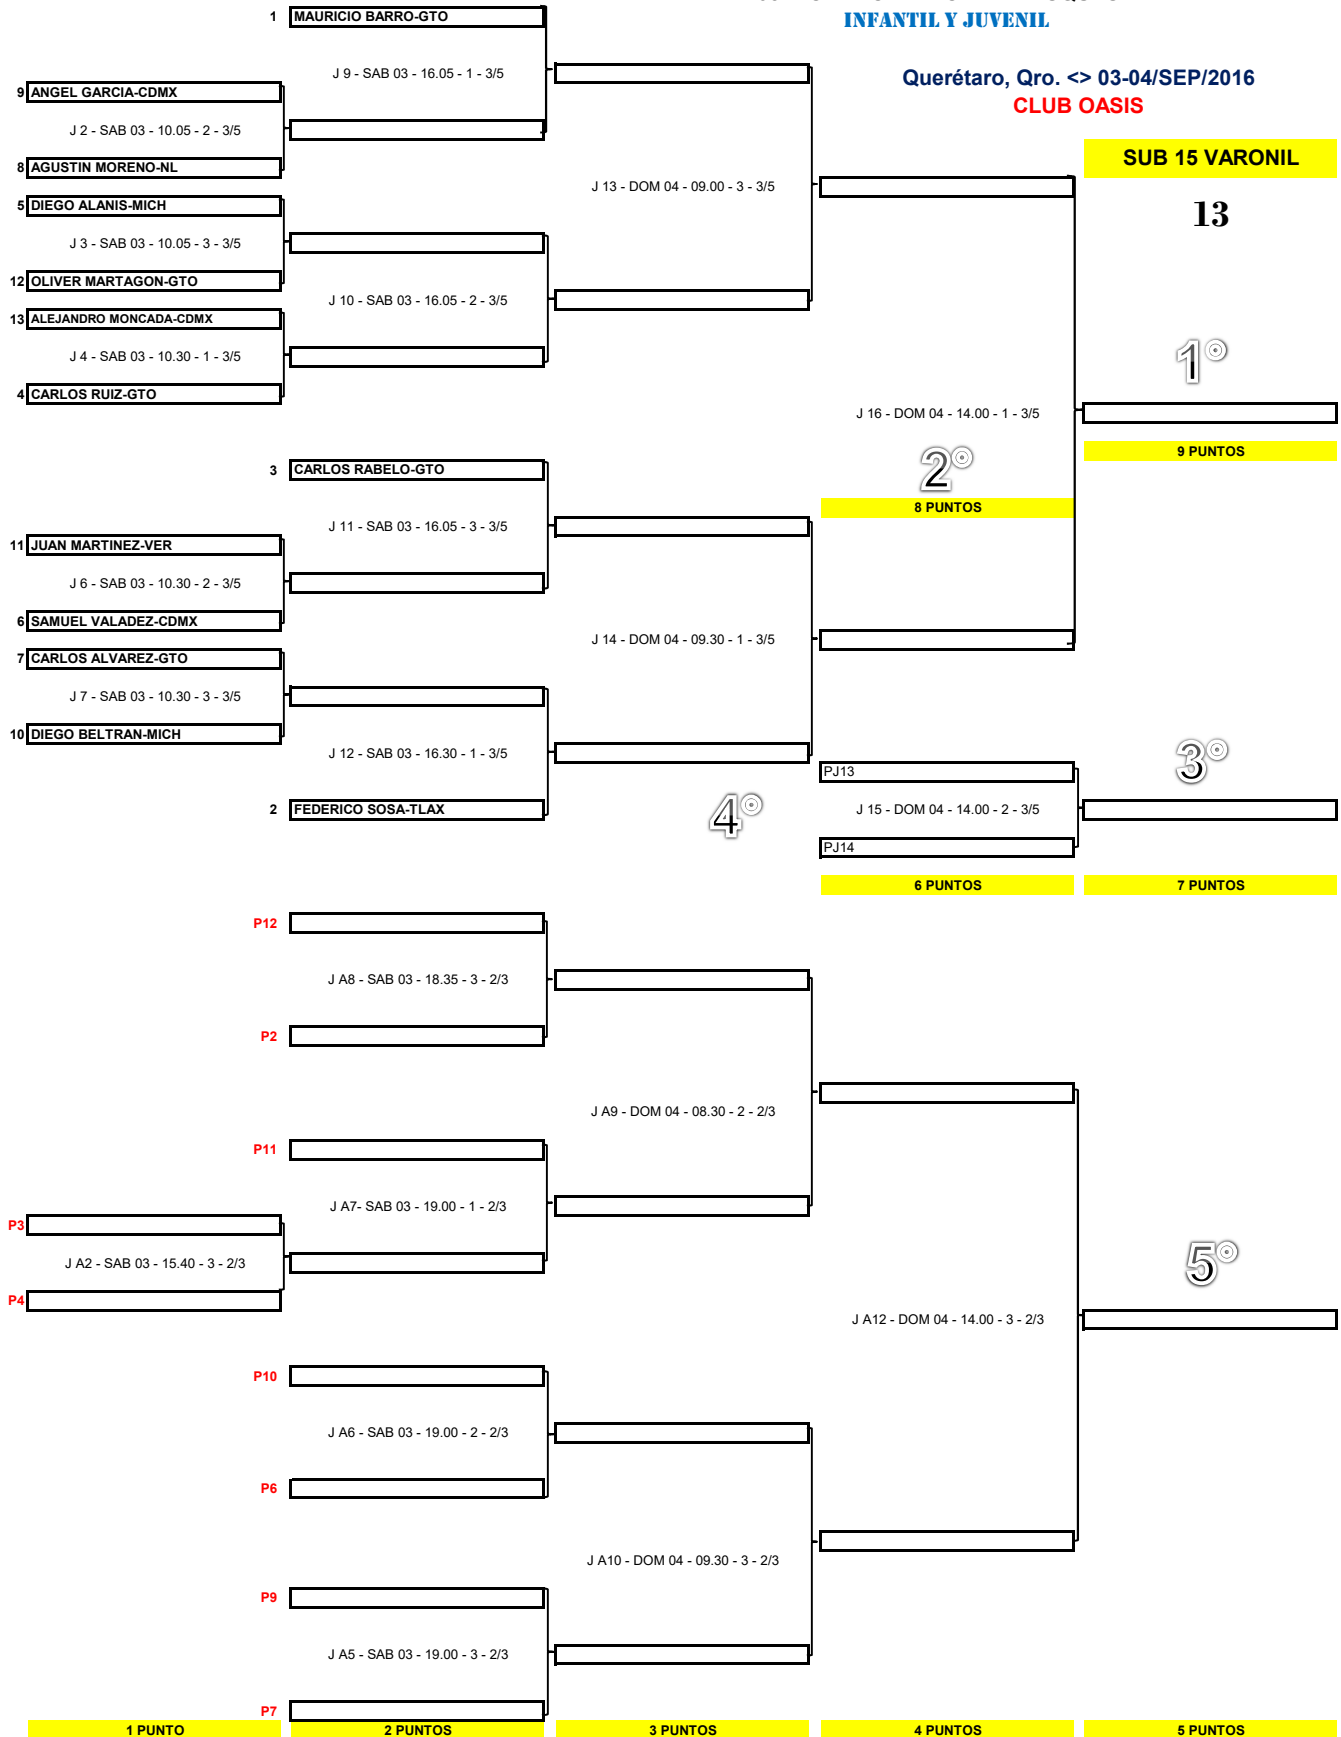 INFANTIL Y JUVENIL
Querétaro, Qro. <> 03-04/SEP/2016
CLUB OASIS
SUB 15 VARONIL
13
1 MAURICIO BARRO-GTO
J 9 - SAB 03 - 16.05 - 1 - 3/5
9 ANGEL GARCIA-CDMX
J 2 - SAB 03 - 10.05 - 2 - 3/5
8 AGUSTIN MORENO-NL
J 13 - DOM 04 - 09.00 - 3 - 3/5
5 DIEGO ALANIS-MICH
J 3 - SAB 03 - 10.05 - 3 - 3/5
12 OLIVER MARTAGON-GTO
J 10 - SAB 03 - 16.05 - 2 - 3/5
13 ALEJANDRO MONCADA-CDMX
J 4 - SAB 03 - 10.30 - 1 - 3/5
4 CARLOS RUIZ-GTO
1°
J 16 - DOM 04 - 14.00 - 1 - 3/5
9 PUNTOS
2°
8 PUNTOS
3 CARLOS RABELO-GTO
J 11 - SAB 03 - 16.05 - 3 - 3/5
11 JUAN MARTINEZ-VER
J 6 - SAB 03 - 10.30 - 2 - 3/5
6 SAMUEL VALADEZ-CDMX
J 14 - DOM 04 - 09.30 - 1 - 3/5
7 CARLOS ALVAREZ-GTO
J 7 - SAB 03 - 10.30 - 3 - 3/5
10 DIEGO BELTRAN-MICH
J 12 - SAB 03 - 16.30 - 1 - 3/5
2 FEDERICO SOSA-TLAX
4°
PJ13
J 15 - DOM 04 - 14.00 - 2 - 3/5
PJ14
3°
6 PUNTOS
7 PUNTOS
P12
J A8 - SAB 03 - 18.35 - 3 - 2/3
P2
J A9 - DOM 04 - 08.30 - 2 - 2/3
P11
J A7- SAB 03 - 19.00 - 1 - 2/3
P3
J A2 - SAB 03 - 15.40 - 3 - 2/3
P4
5°
J A12 - DOM 04 - 14.00 - 3 - 2/3
P10
J A6 - SAB 03 - 19.00 - 2 - 2/3
P6
J A10 - DOM 04 - 09.30 - 3 - 2/3
P9
J A5 - SAB 03 - 19.00 - 3 - 2/3
P7
1 PUNTO
2 PUNTOS
3 PUNTOS
4 PUNTOS
5 PUNTOS